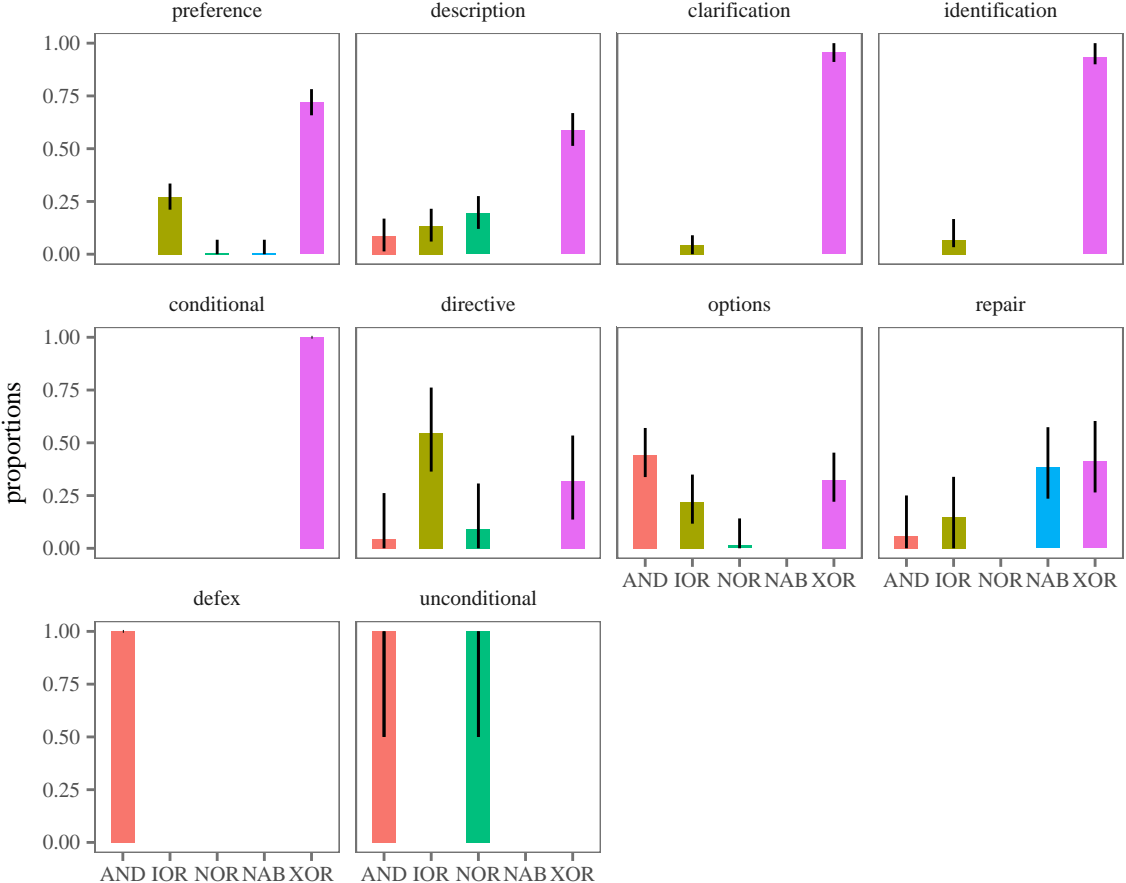 preference description clarification identification
1.00
0.75
0.50
0.25
0.00
conditional directive options repair
1.00
0.75
0.50
0.25
0.00
proportions
AND IOR NOR NAB XOR AND IOR NOR NAB XOR
defex unconditional
1.00
0.75
0.50
0.25
0.00
AND IOR NOR NAB XOR AND IOR NOR NAB XOR